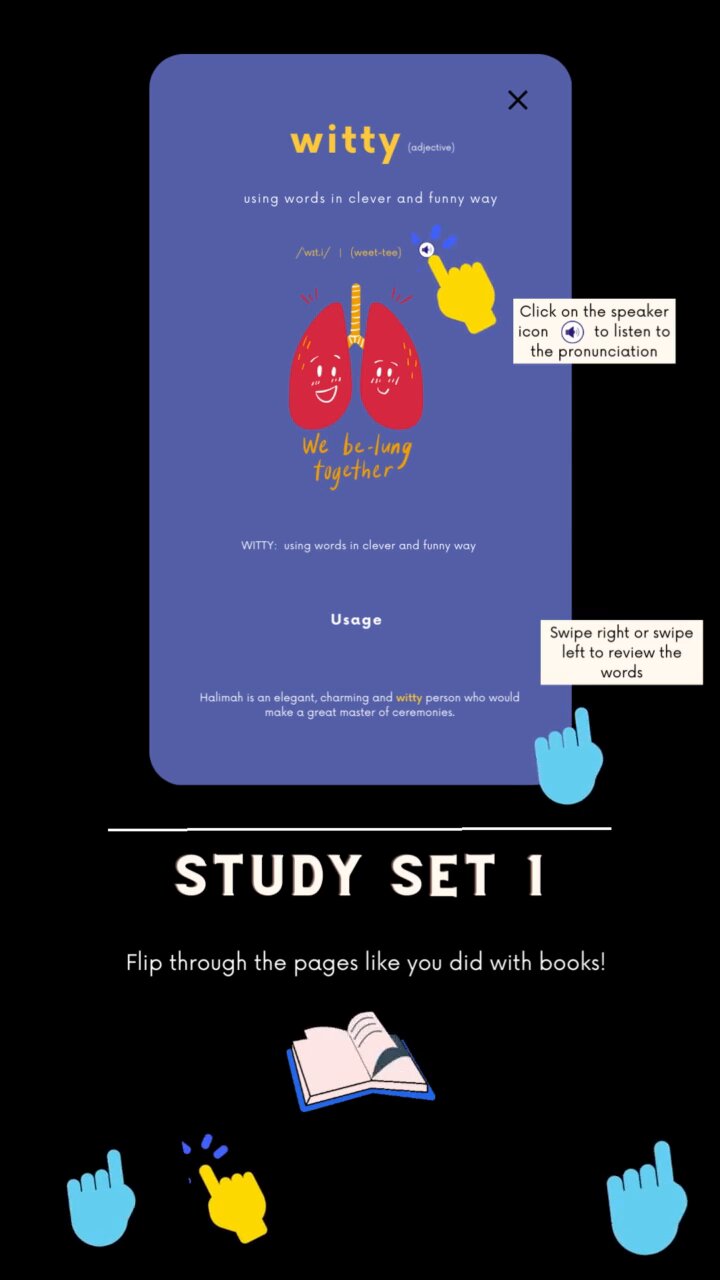 witty (adjective)
using words in clever and funny way
/'wɪt.i/ | (weet-tee)
Click on the speaker
icon to listen to
the pronunciation
We be-lung
together
WITTY: using words in clever and funny way
Usage
Swipe right or swipe
left to review the
words
Halimah is an elegant, charming and witty person who would
make a great master of ceremonies.
STUDY SET 1
Flip through the pages like you did with books!